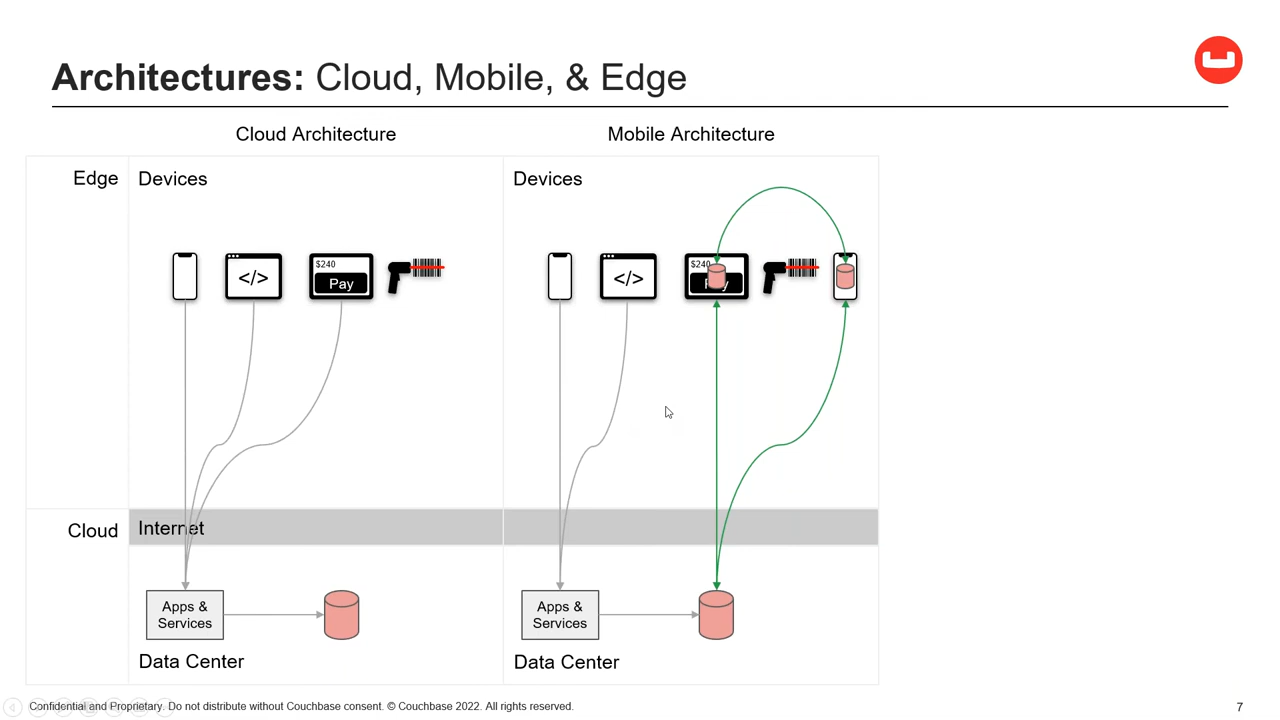 Architectures: Cloud, Mobile, & Edge
Cloud Architecture
Mobile Architecture
Edge
Devices
Devices
</>
$240
Pay
</>
$240
Pay
Cloud
Internet
Apps &
Services
Apps &
Services
Data Center
Data Center
Confidential and Proprietary. Do not distribute without Couchbase consent. © Couchbase 2022. All rights reserved.
7